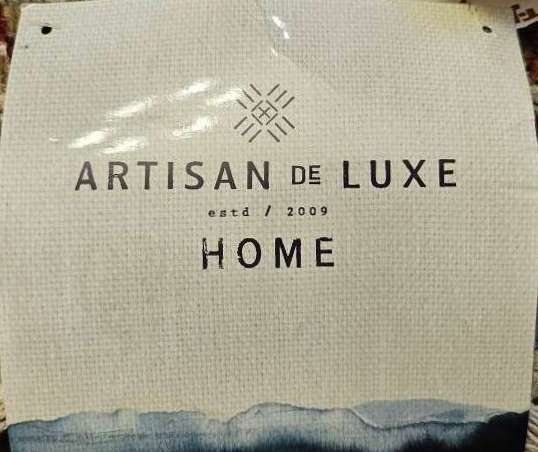 ARTISAN DE LUXE
estd / 2009
HOME